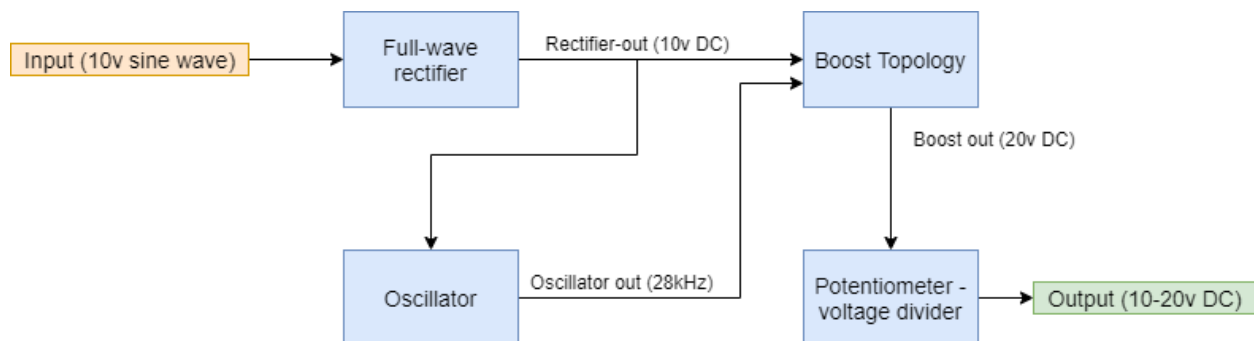 Input (10v sine wave)
Full-wave
rectifier
Rectifier-out (10v DC)
Boost Topology
Boost out (20v DC)
Oscillator
Oscillator out (28kHz)
Potentiometer -
voltage divider
Output (10-20v DC)